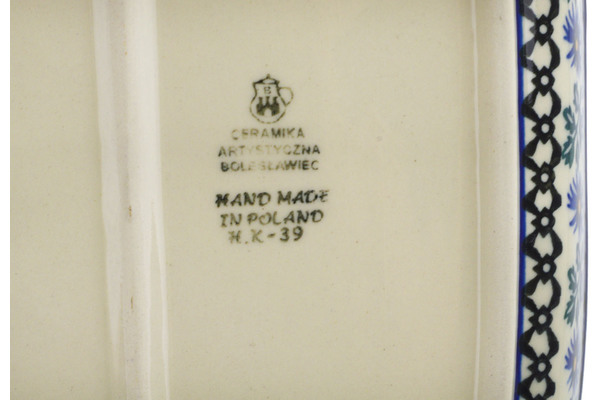 B
CERAMIKA
ARTYSTYCZNA
BOLESŁAWIEC
HAND MADE
IN POLAND
H.K-39